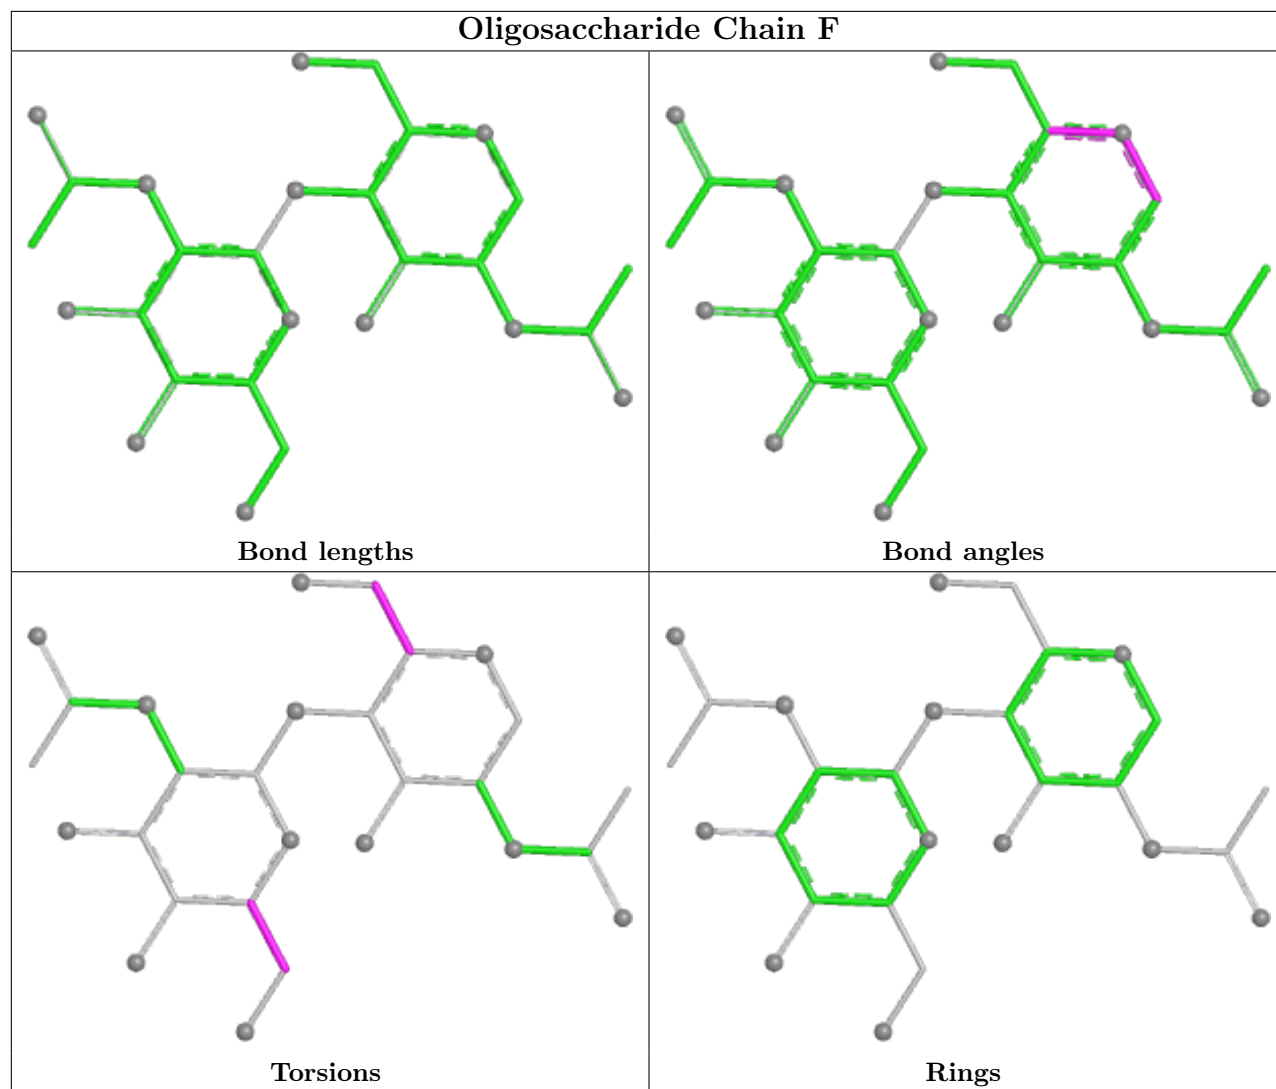 Oligosaccharide Chain F
Bond lengths
Bond angles
Torsions
Rings